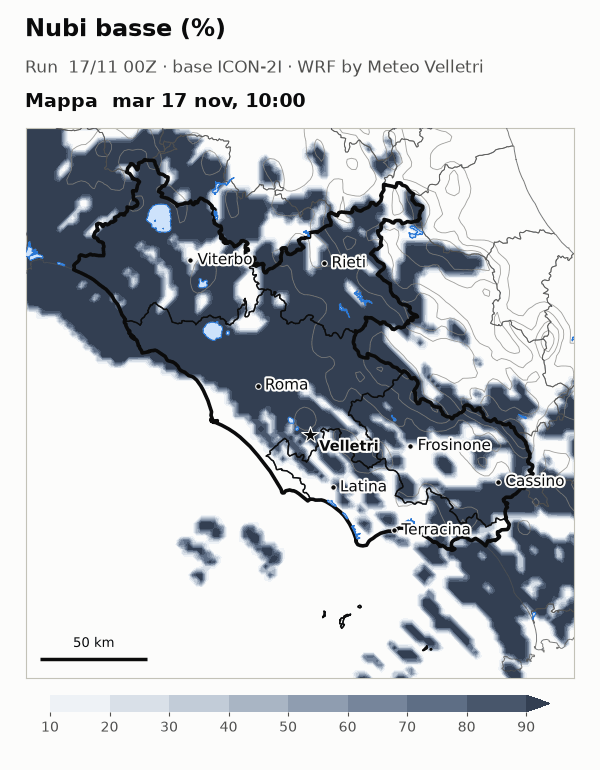 Nubi basse (%)
Run 17/11 00Z · base ICON-2I · WRF by Meteo Velletri
Mappa mar 17 nov, 10:00
Viterbo
Rieti
Roma
Velletri
Frosinone
Latina
Cassino
Terracina
50 km
10 20 30 40 50 60 70 80 90